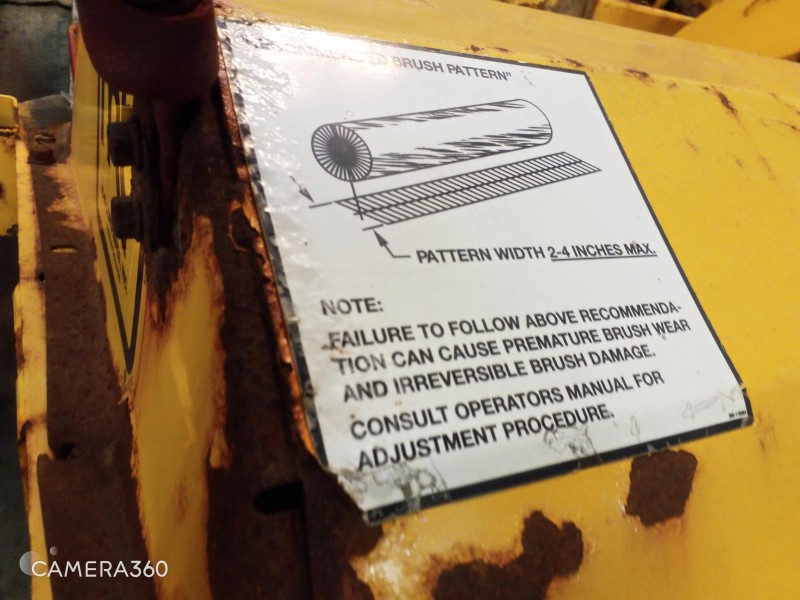 BRUSH PATTERN"
PATTERN WIDTH 2-4 INCHES MAX.
NOTE:
FAILURE TO FOLLOW ABOVE RECOMMENDA-
TION CAN CAUSE PREMATURE BRUSH WEAR
AND IRREVERSIBLE BRUSH DAMAGE.
CONSULT OPERATORS MANUAL FOR
ADJUSTMENT PROCEDURE.
CAMERA360